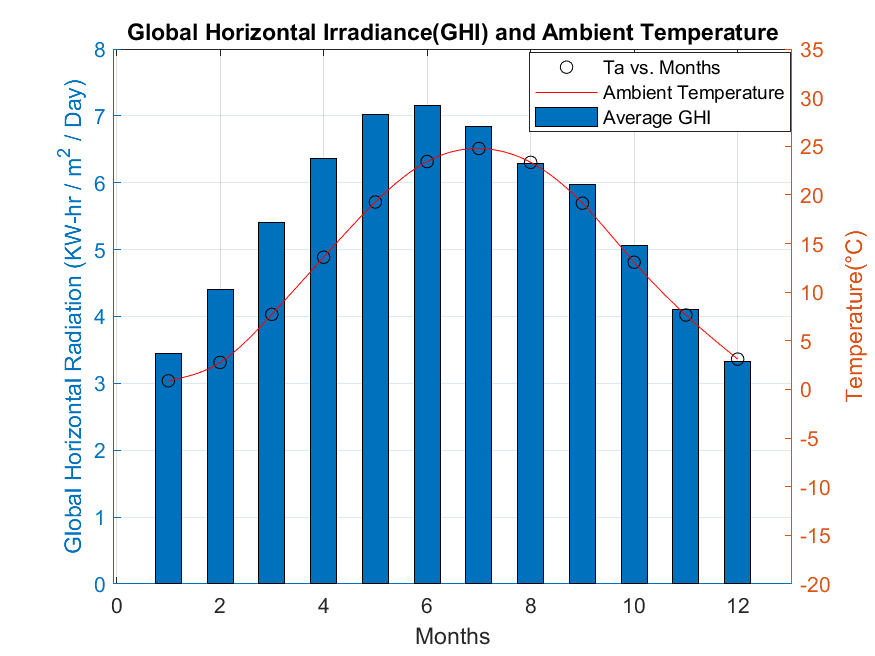 Global Horizontal Irradiance(GHI) and Ambient Temperature
Global Horizontal Radiation (KW-hr / m² / Day)
8
7
6
5
4
3
2
1
0
Ta vs. Months
Ambient Temperature
Average GHI
35
30
25
20
15
10
5
0
-5
-10
-15
-20
Temperature(°C)
0 2 4 6 8 10 12
Months